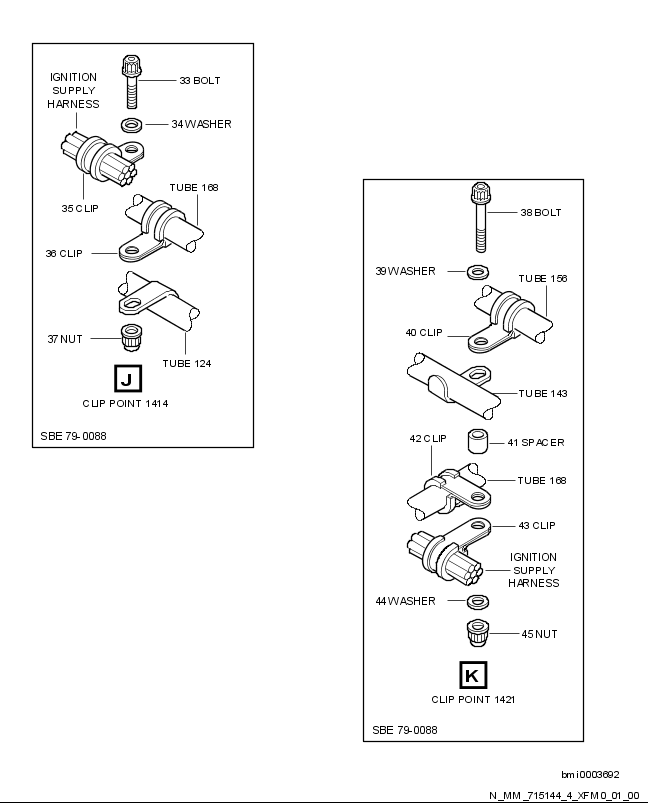 IGNITION
SUPPLY
HARNESS
33 BOLT
34 WASHER
TUBE 168
35 CLIP
36 CLIP
37 NUT
TUBE 124
J
CLIP POINT 1414
SBE 79-0088
38 BOLT
39 WASHER
TUBE 156
40 CLIP
TUBE 143
42 CLIP
41 SPACER
TUBE 168
43 CLIP
IGNITION
SUPPLY
HARNESS
44 WASHER
45 NUT
K
CLIP POINT 1421
SBE 79-0088
bmi0003692
N_MM_715144_4_XFM0_01_00